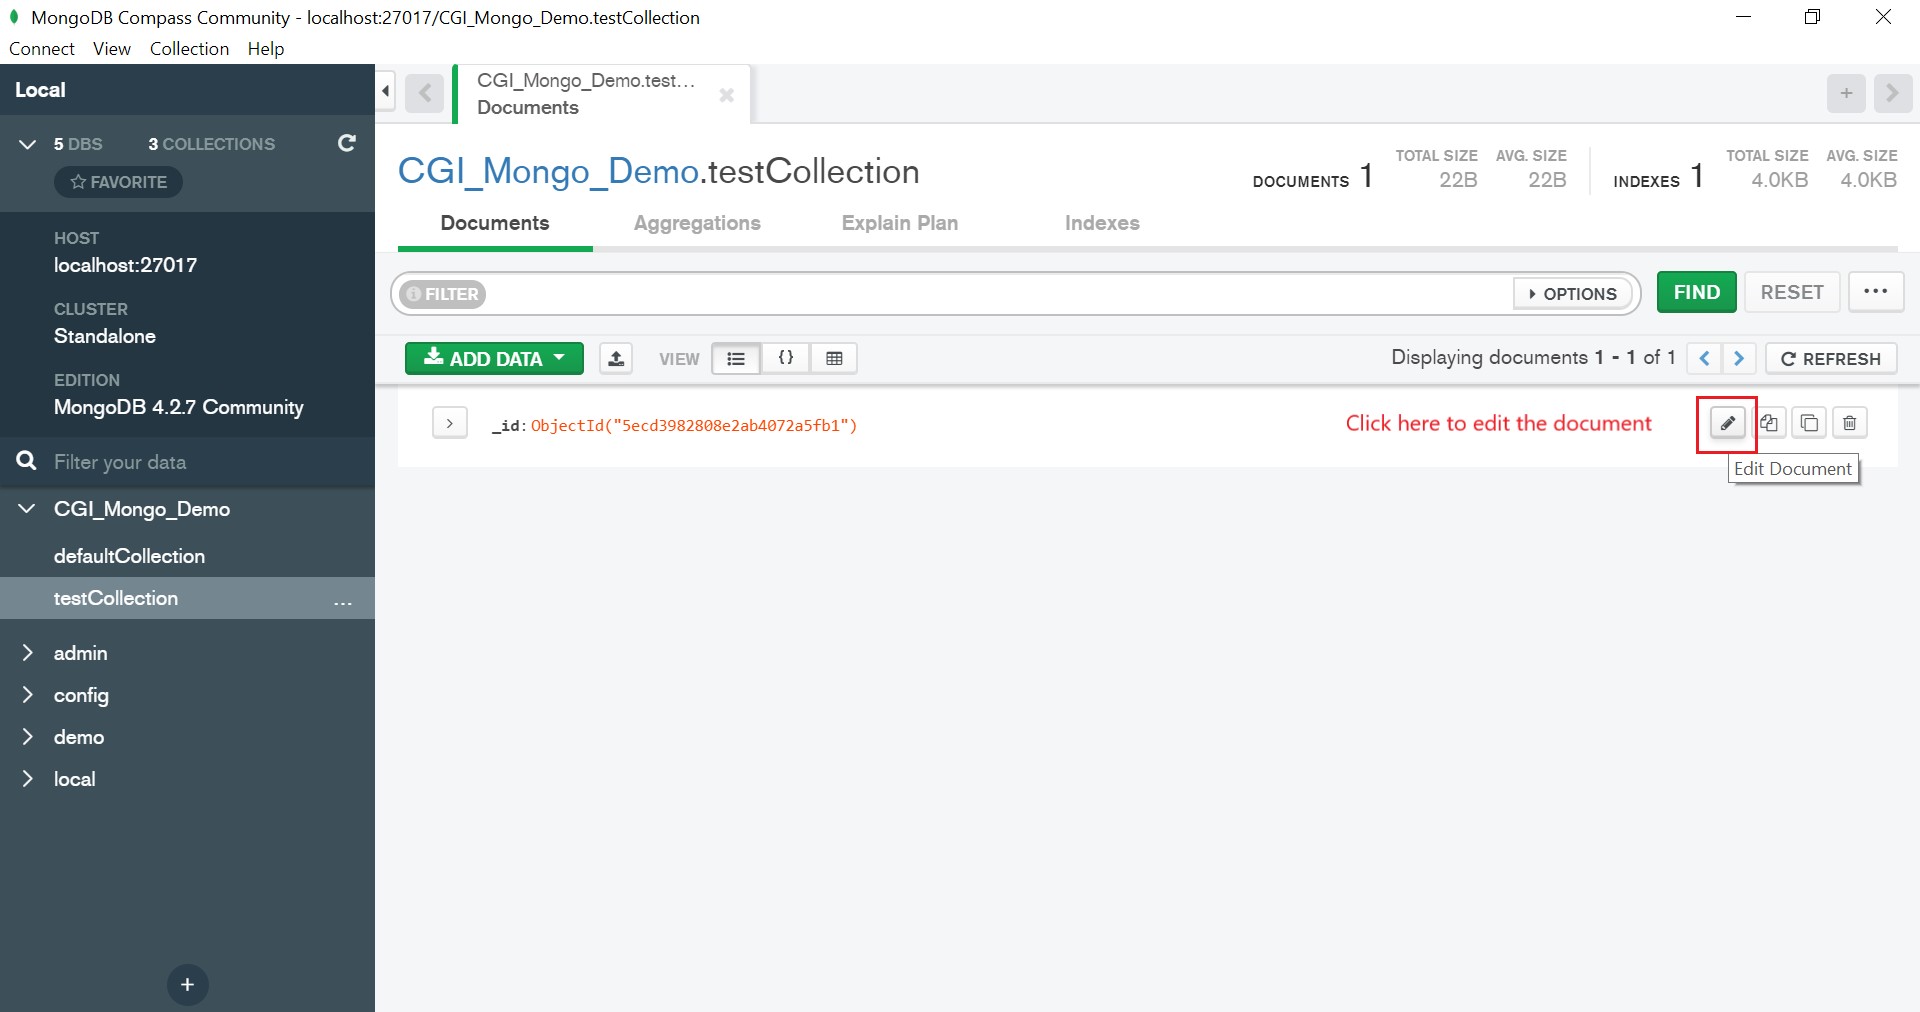 MongoDB Compass Community - localhost:27017/CGI_Mongo_Demo.testCollection
Connect View Collection Help
Local
5 DBS 3 COLLECTIONS
FAVORITE
HOST
localhost:27017
CLUSTER
Standalone
EDITION
MongoDB 4.2.7 Community
Filter your data
CGI_Mongo_Demo
defaultCollection
testCollection ...
admin
config
demo
local
+
CGI_Mongo_Demo.test...
Documents
+
CGI_Mongo_Demo.testCollection
DOCUMENTS 1
TOTAL SIZE AVG. SIZE
22B 22B
INDEXES 1
TOTAL SIZE AVG. SIZE
4.0KB 4.0KB
Documents Aggregations Explain Plan Indexes
FILTER OPTIONS FIND RESET ...
ADD DATA VIEW {} Displaying documents 1 - 1 of 1 REFRESH
_id: ObjectId("5ecd3982808e2ab4072a5fb1") Click here to edit the document
Edit Document